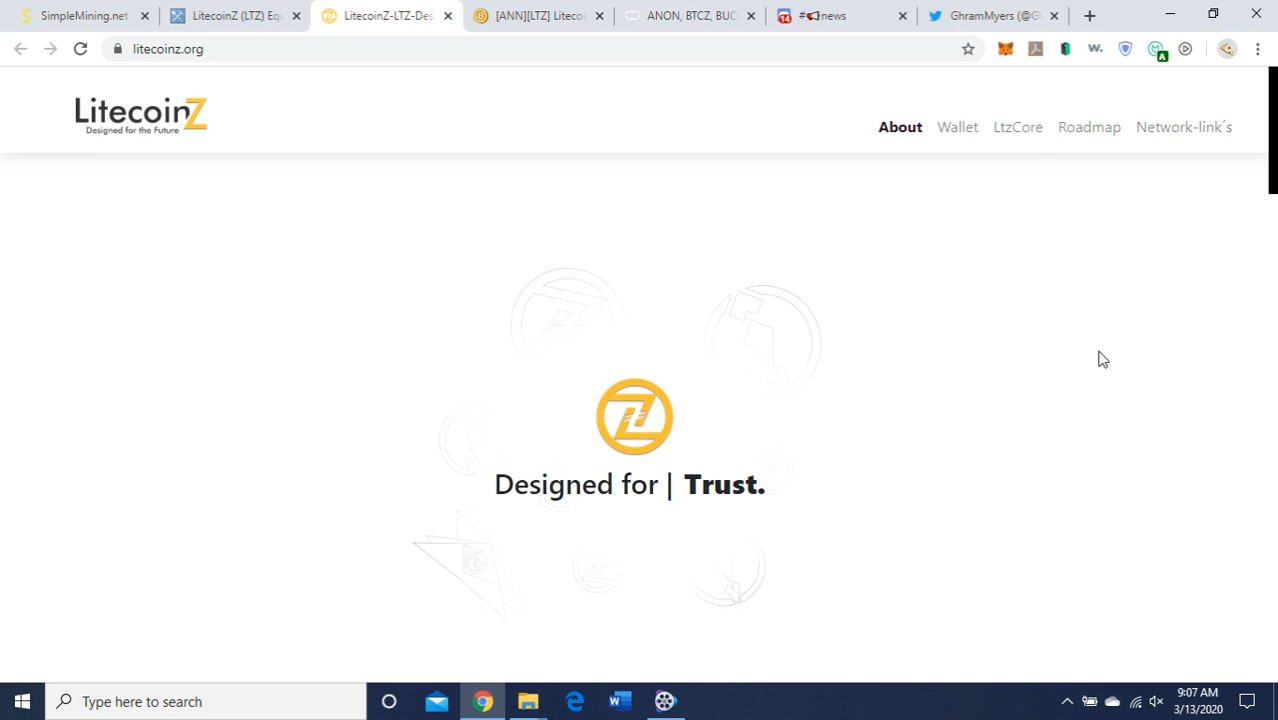 SimpleMining.net
LitecoinZ (LTZ) Equ
LitecoinZ-LTZ-Des
[ANN][LTZ] Litecoi
ANON, BTCZ, BUC
14
#📢news
GhramMyers (@G
litecoinz.org
A
LitecoinZ
Designed for the Future
About Wallet LtzCore Roadmap Network-link´s
Designed for | Trust.
Type here to search
9:07 AM
3/13/2020